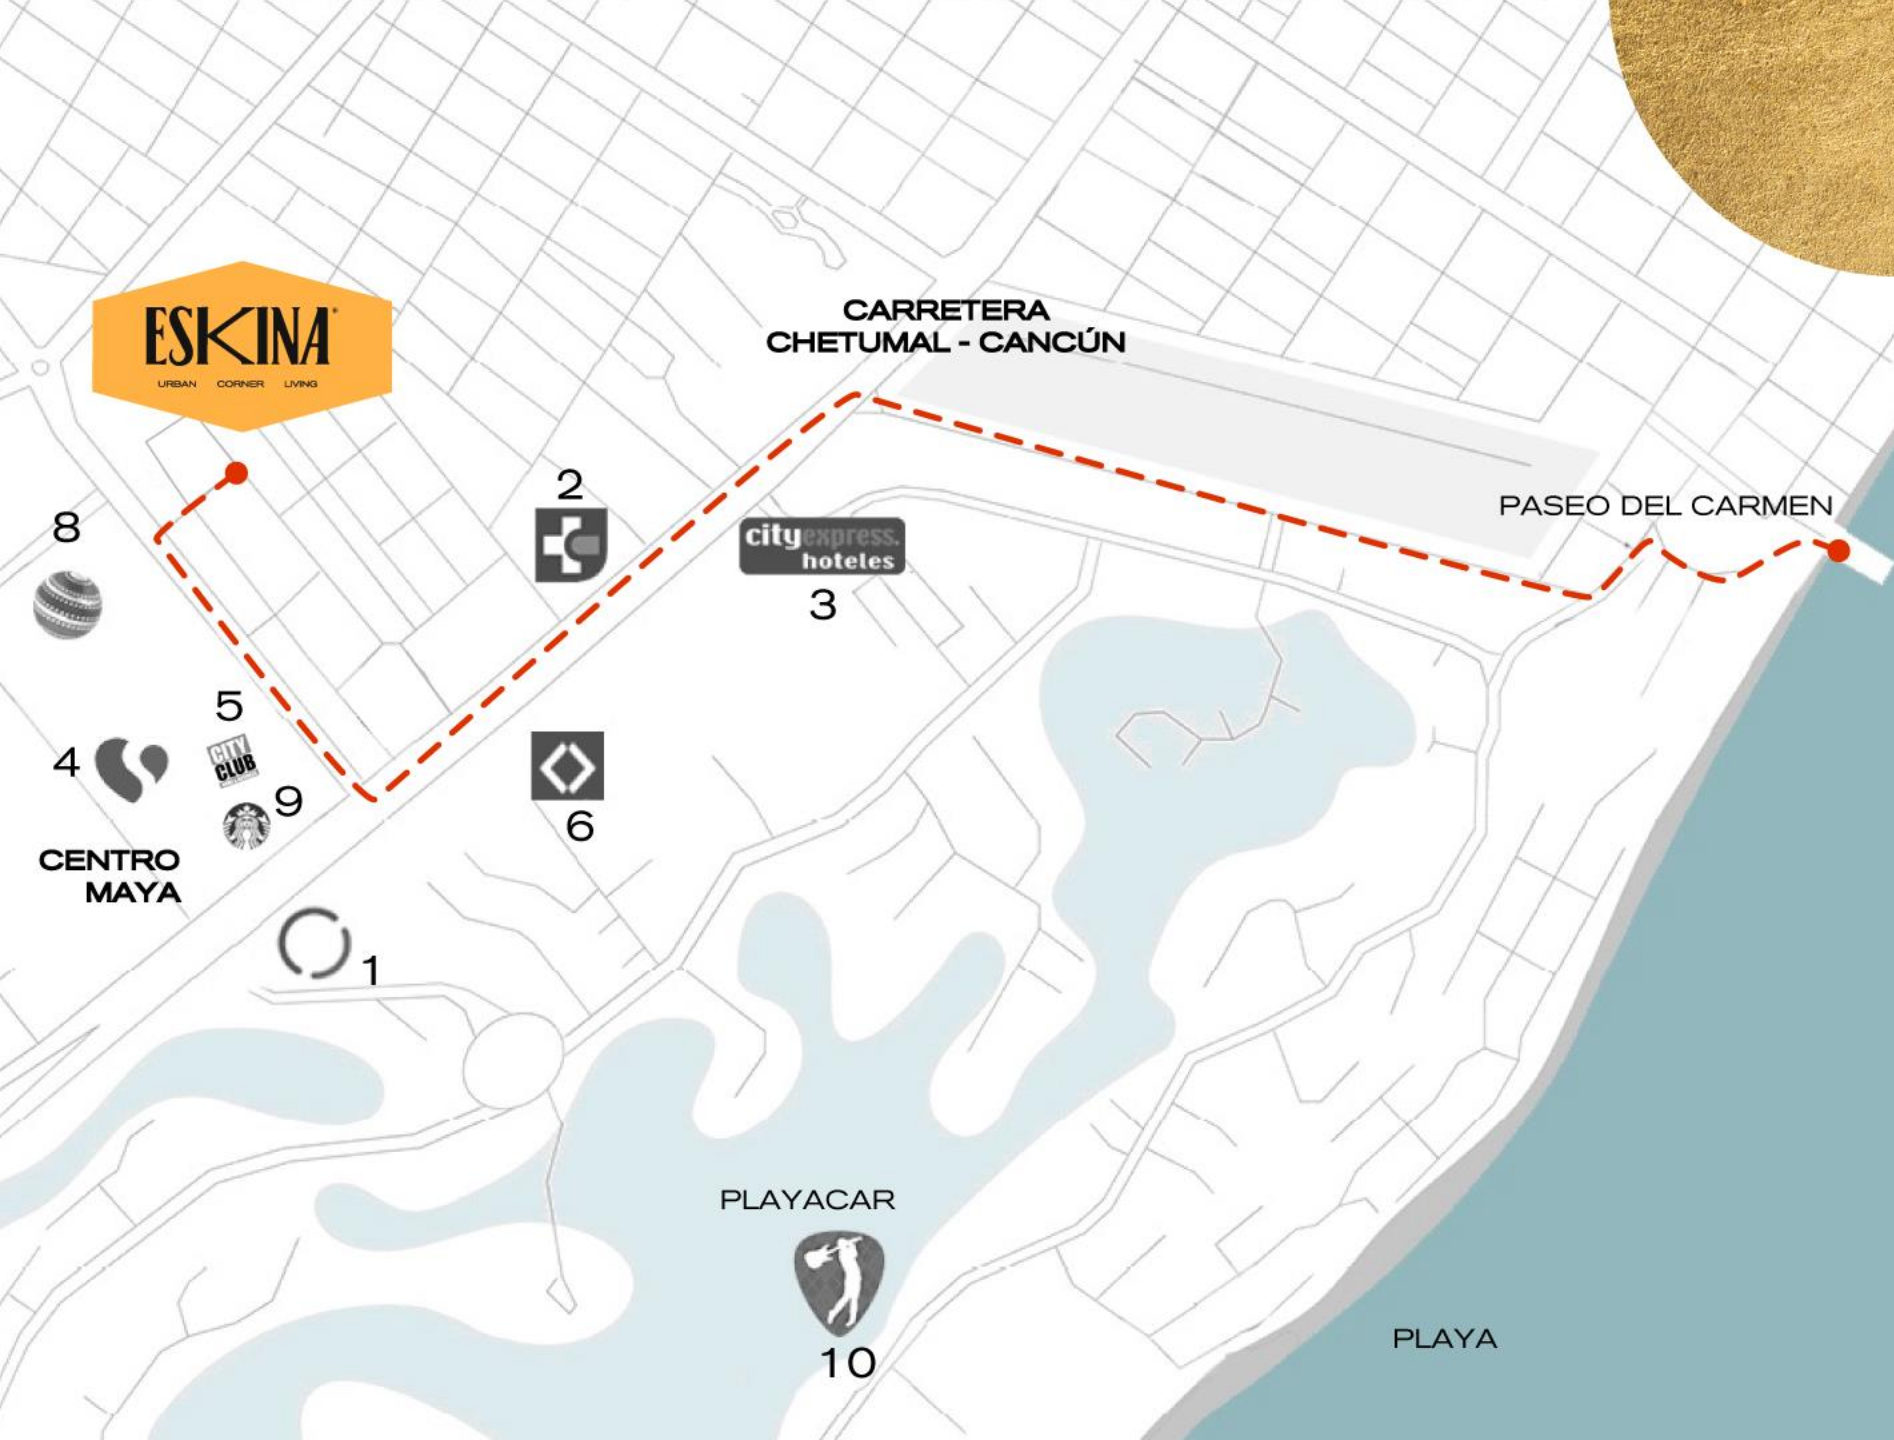 ESKINA®
URBAN CORNER LIVING
CARRETERA
CHETUMAL - CANCÚN
PASEO DEL CARMEN
2
8
cityexpress.
hoteles
3
5
4
CITY
CLUB
9
6
CENTRO
MAYA
1
PLAYACAR
10
PLAYA